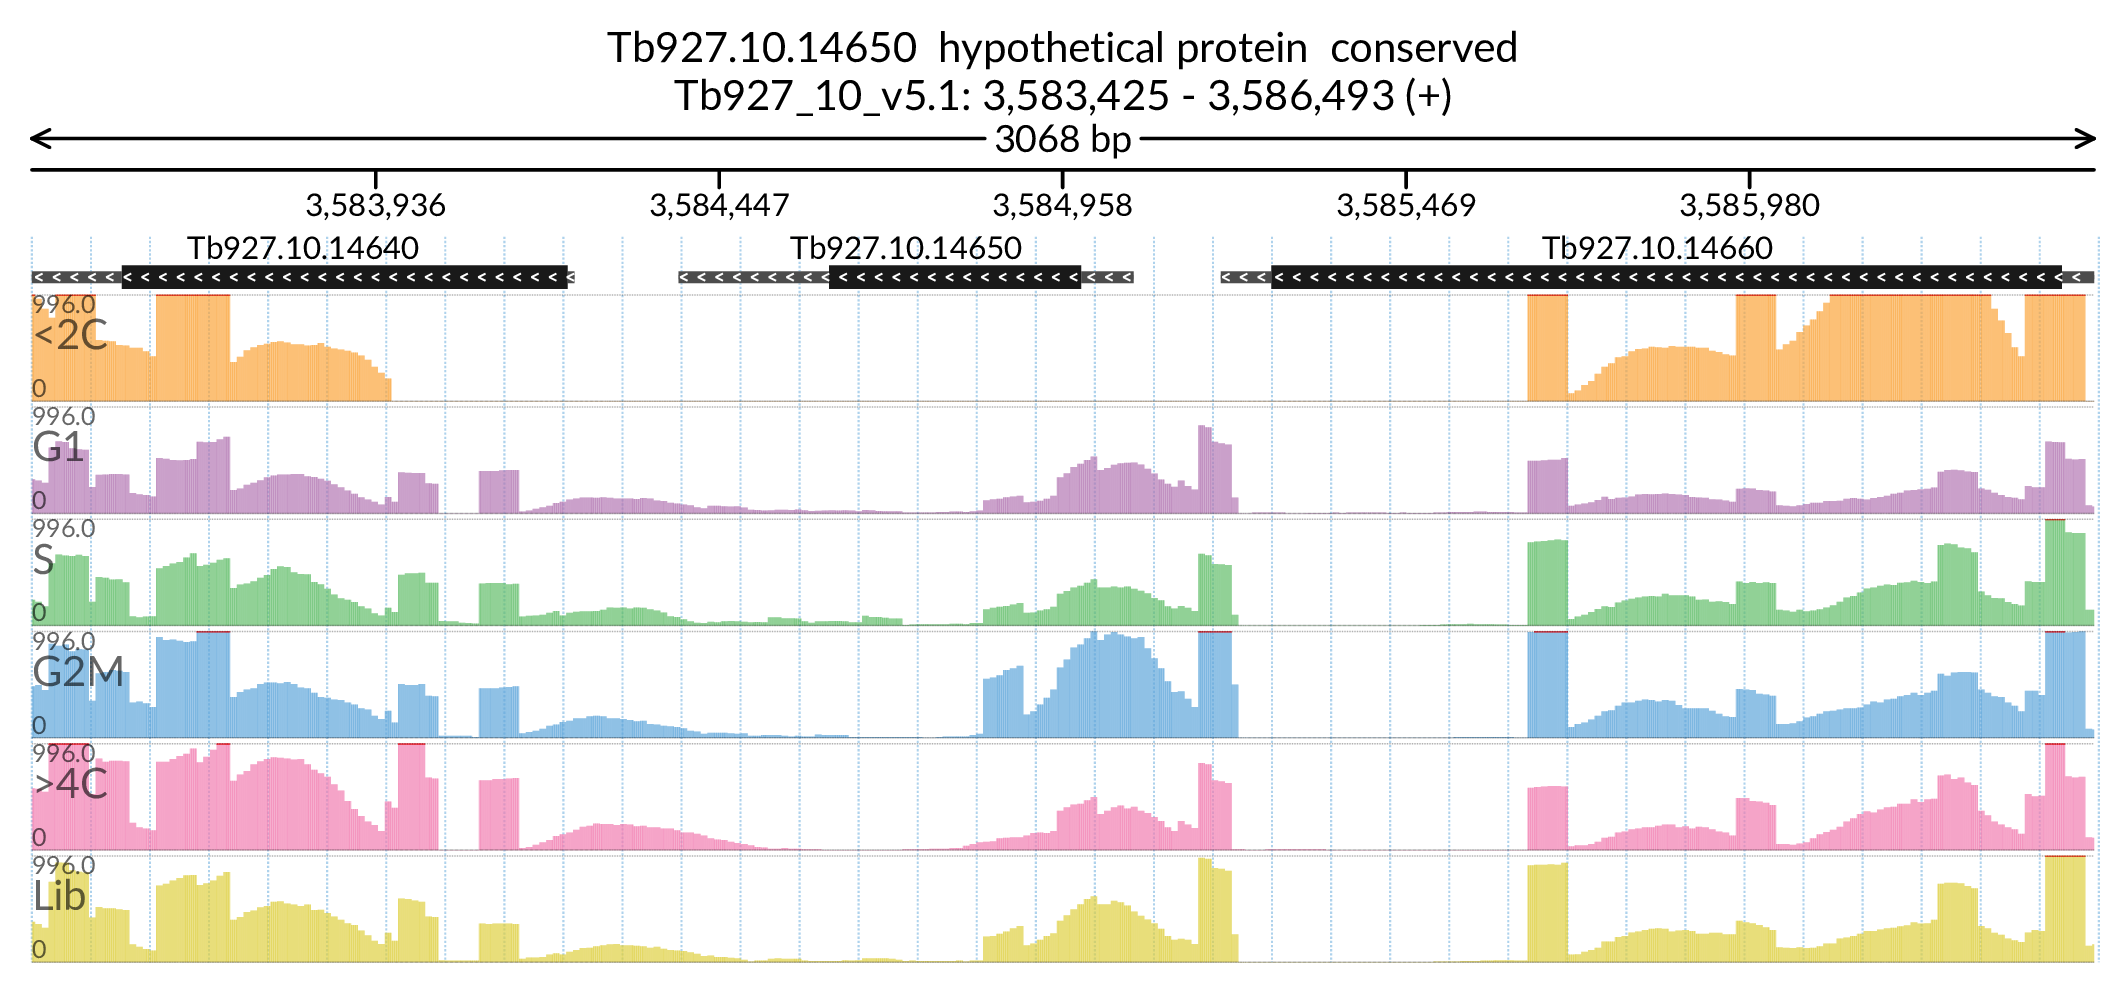 Tb927.10.14650  hypothetical protein  conserved
Tb927_10_v5.1: 3,583,425 - 3,586,493 (+)
3068 bp
3,583,936 3,584,447 3,584,958 3,585,469 3,585,980
Tb927.10.14640 Tb927.10.14650 Tb927.10.14660
996.0
<2C
0
996.0
G1
0
996.0
S
0
996.0
G2M
0
996.0
>4C
0
996.0
Lib
0